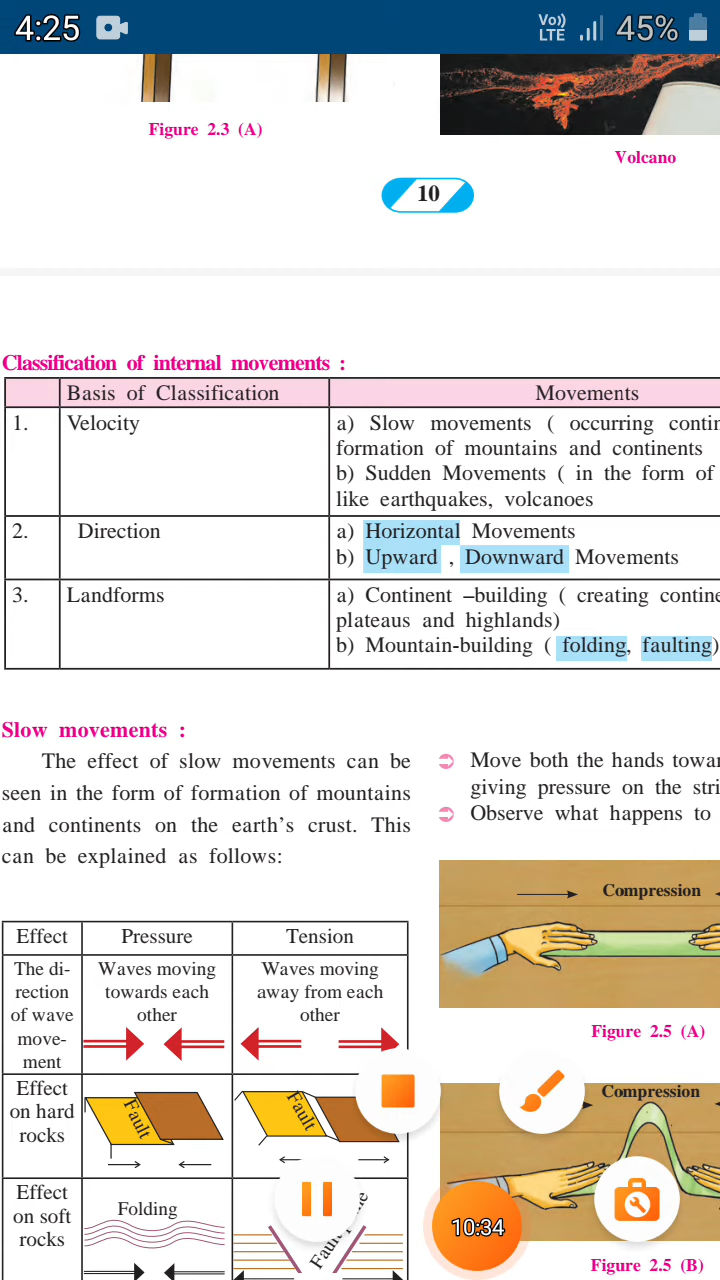 4:25
Vo)) LTE
45%
Figure 2.3 (A)
Volcano
10
Classification of internal movements :
Basis of Classification
Movements
1.
Velocity
a) Slow movements ( occurring
formation of mountains and continents
b) Sudden Movements ( in the form of
like earthquakes, volcanoes
2.
Direction
a) Horizontal Movements
b) Upward , Downward Movements
3.
Landforms
a) Continent –building ( creating
plateaus and highlands)
b) Mountain-building ( folding, faulting)
Slow movements :
The effect of slow movements can be
seen in the form of formation of mountains
and continents on the earth's crust. This
can be explained as follows:
Effect
Pressure
Tension
The di-
rection
of wave
move-
ment
Waves moving
towards each
other
Waves moving
away from each
other
Effect
on hard
rocks
Fault
Fault
Effect
on soft
rocks
Folding
Fault
⊃ Move both the hands
giving pressure on the
⊃ Observe what happens to
Compression
Figure 2.5 (A)
Compression
10:34
Figure 2.5 (B)